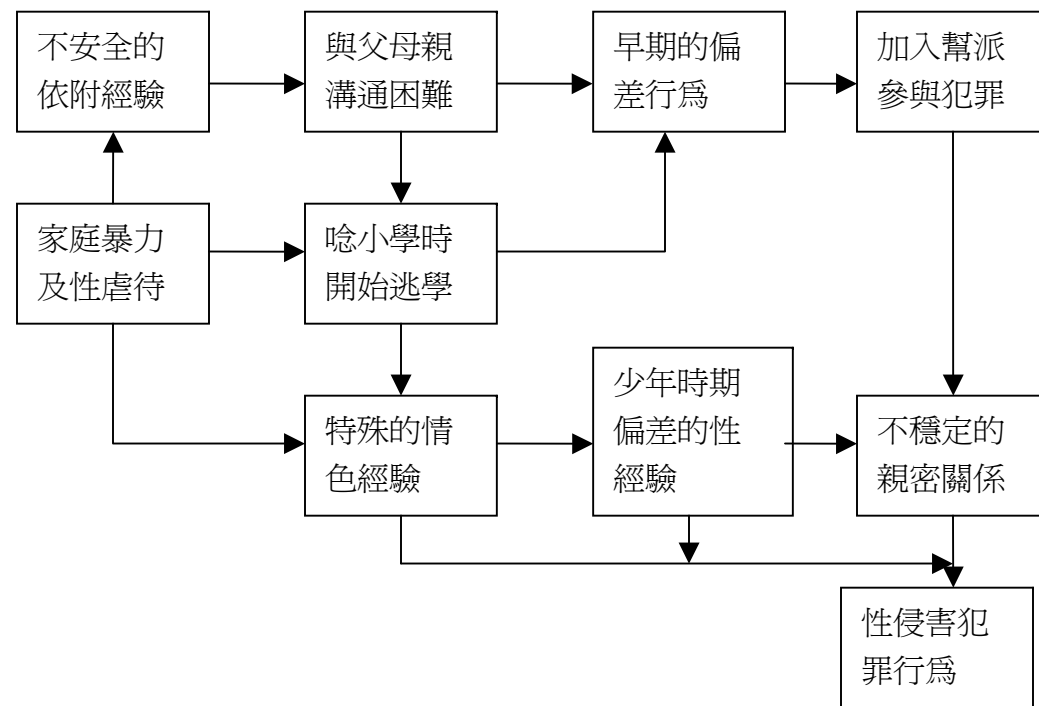 不安全的
依附經驗
與父母親
溝通困難
早期的偏
差行為
加入幫派
參與犯罪
家庭暴力
及性虐待
唸小學時
開始逃學
特殊的情
色經驗
少年時期
偏差的性
經驗
不穩定的
親密關係
性侵害犯
罪行為